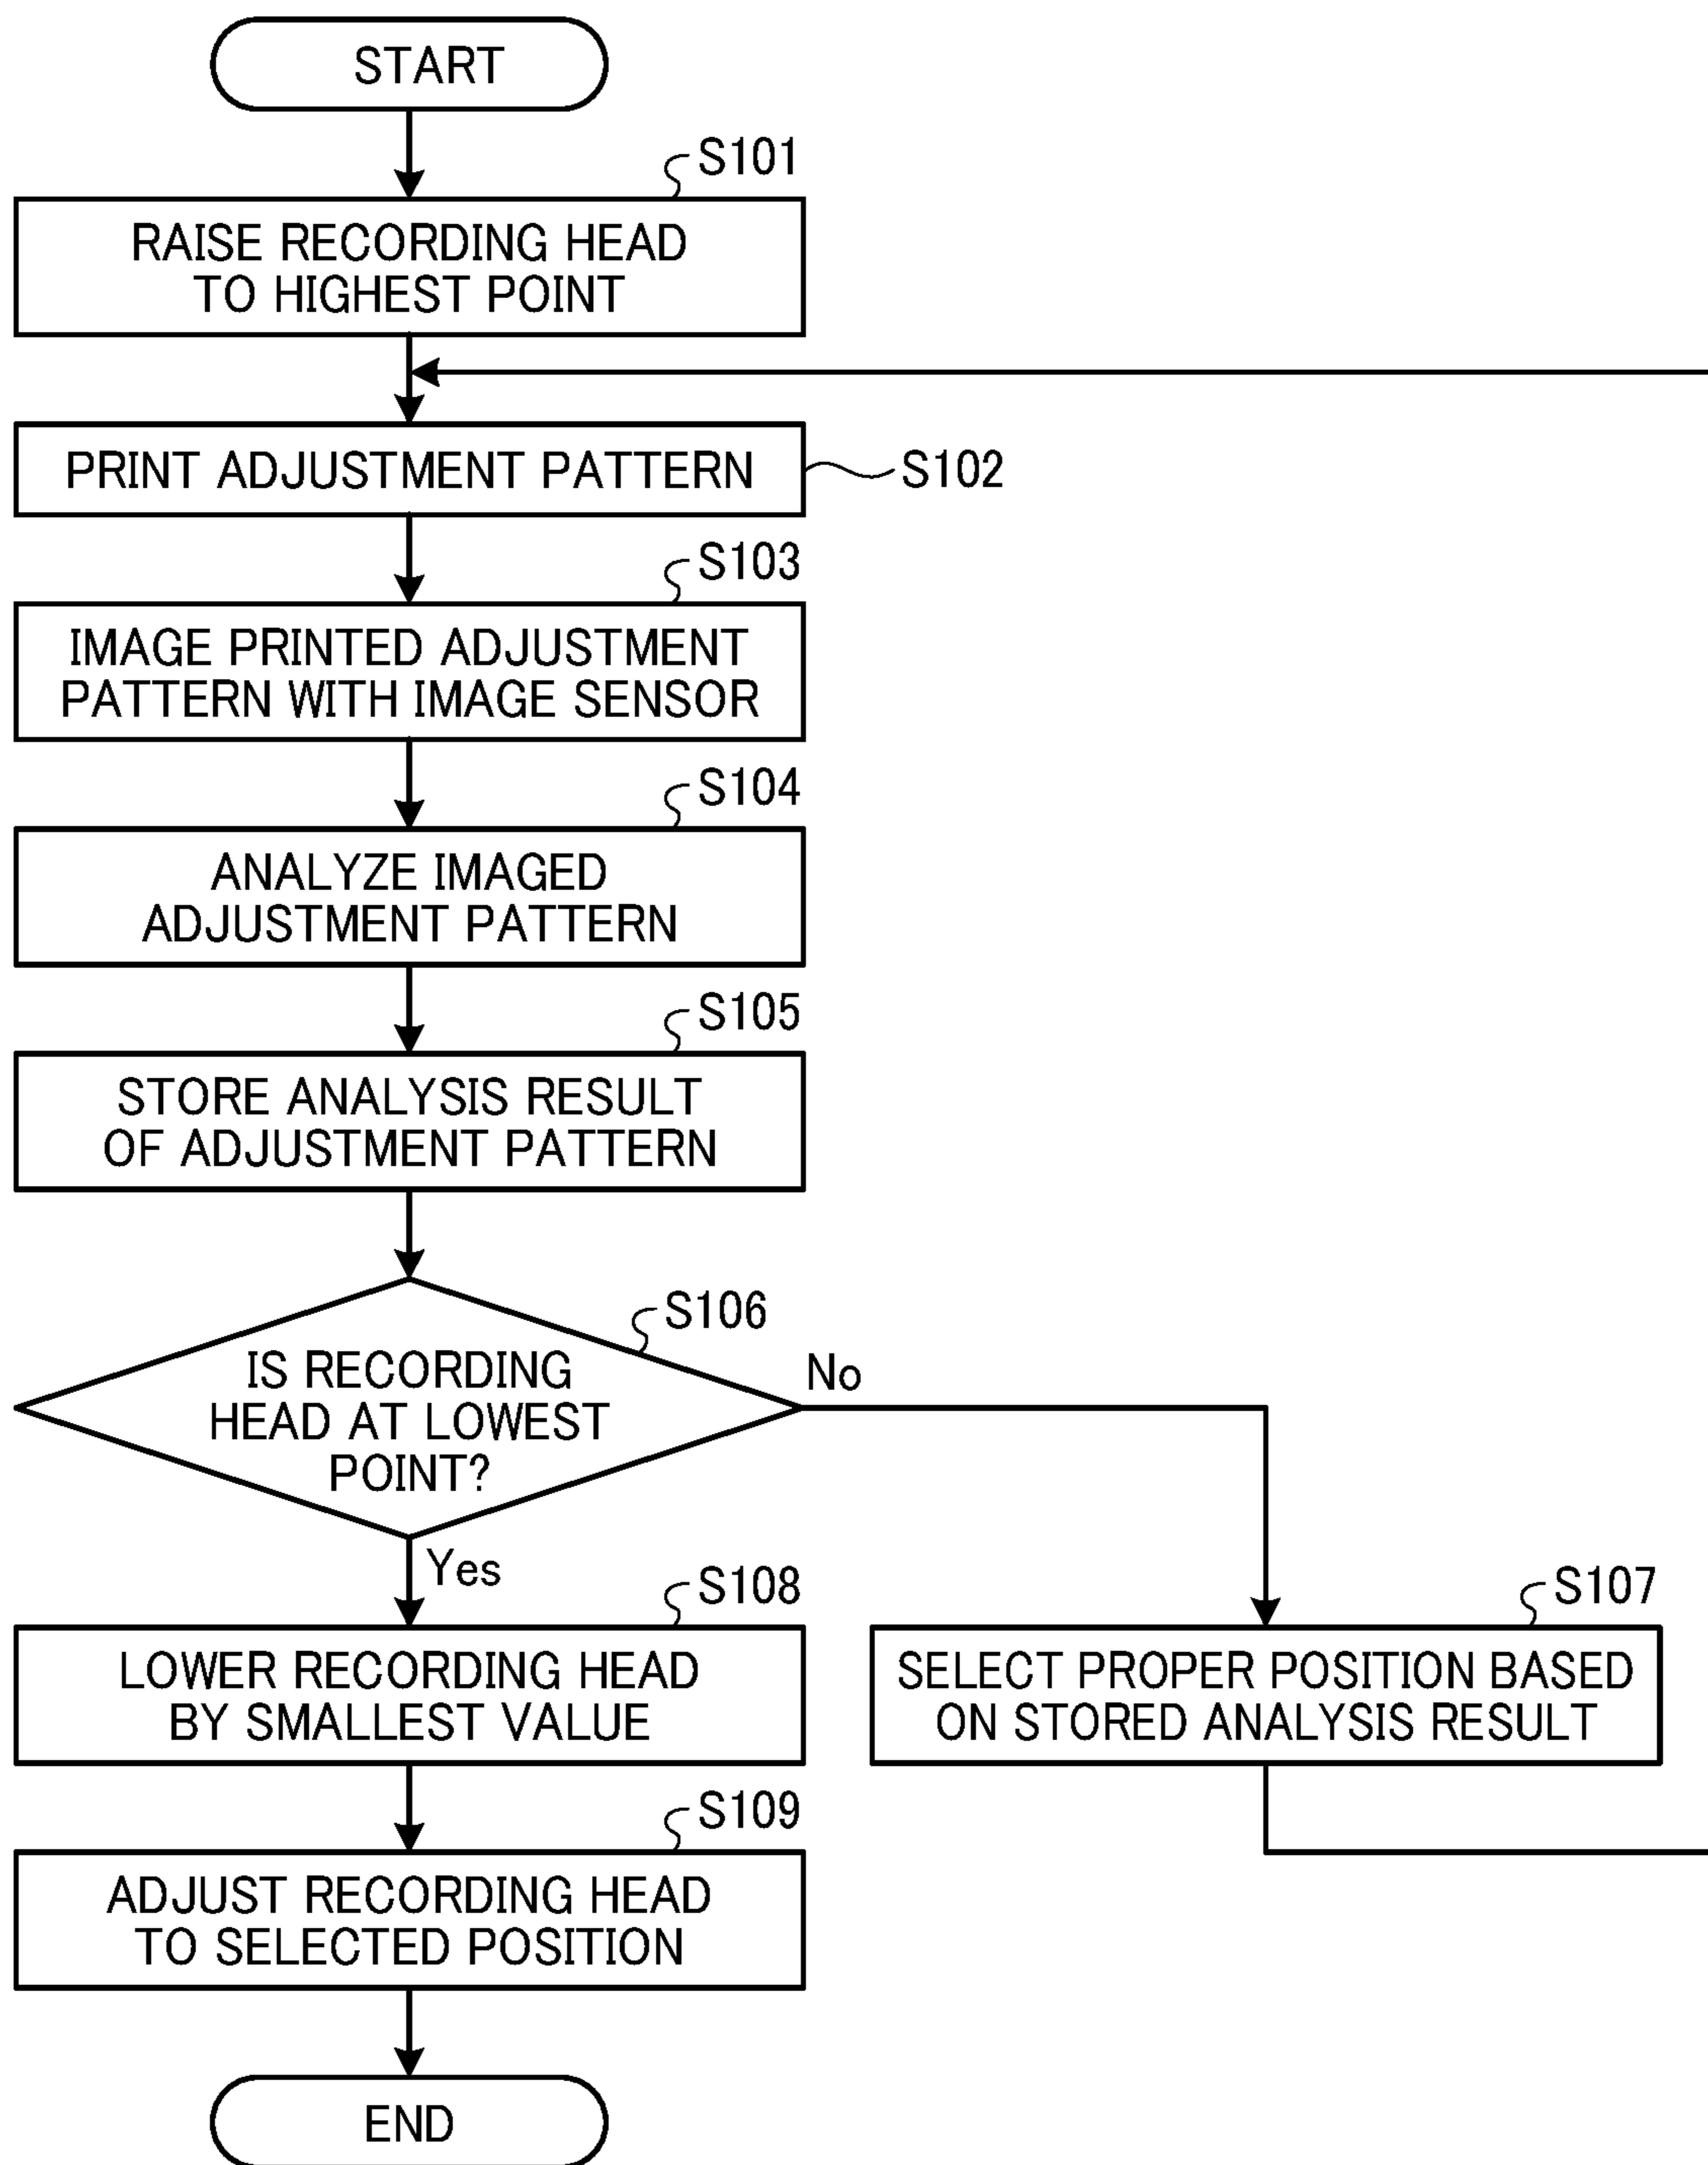 START
S101
RAISE RECORDING HEAD
TO HIGHEST POINT
PRINT ADJUSTMENT PATTERN
S102
S103
IMAGE PRINTED ADJUSTMENT
PATTERN WITH IMAGE SENSOR
S104
ANALYZE IMAGED
ADJUSTMENT PATTERN
S105
STORE ANALYSIS RESULT
OF ADJUSTMENT PATTERN
S106
IS RECORDING
HEAD AT LOWEST
POINT?
No
Yes
S108
LOWER RECORDING HEAD
BY SMALLEST VALUE
S107
SELECT PROPER POSITION BASED
ON STORED ANALYSIS RESULT
S109
ADJUST RECORDING HEAD
TO SELECTED POSITION
END